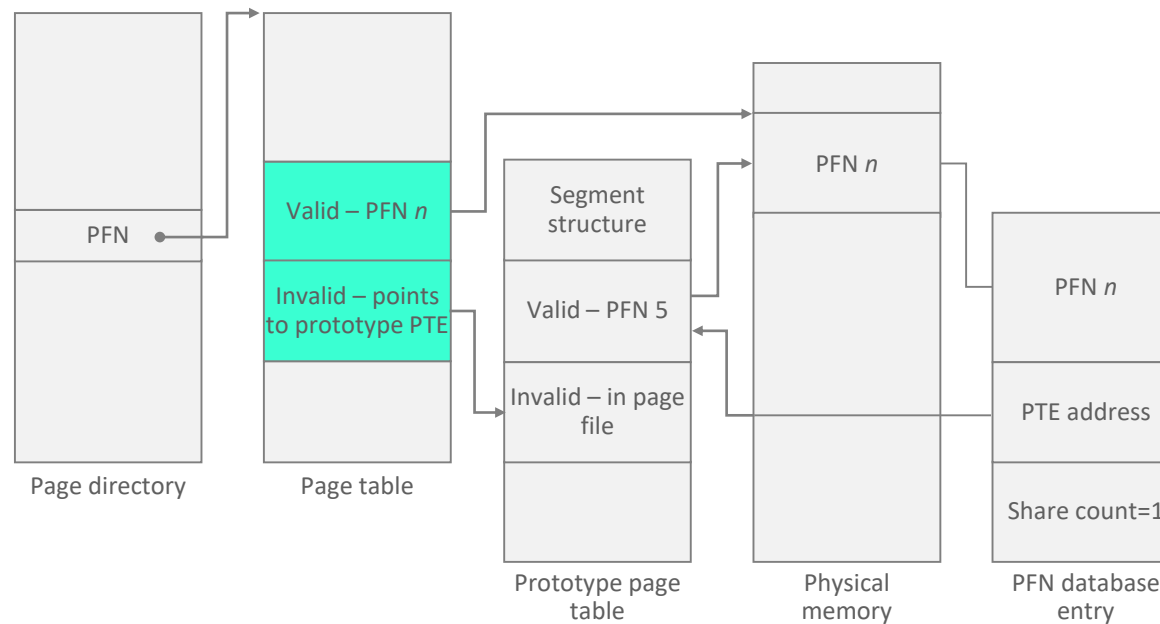 PFN
Page directory
Valid – PFN n
Invalid – points
to prototype PTE
Page table
Segment
structure
Valid – PFN 5
Invalid – in page
file
Prototype page
table
PFN n
Physical
memory
PFN n
PTE address
Share count=1
PFN database
entry